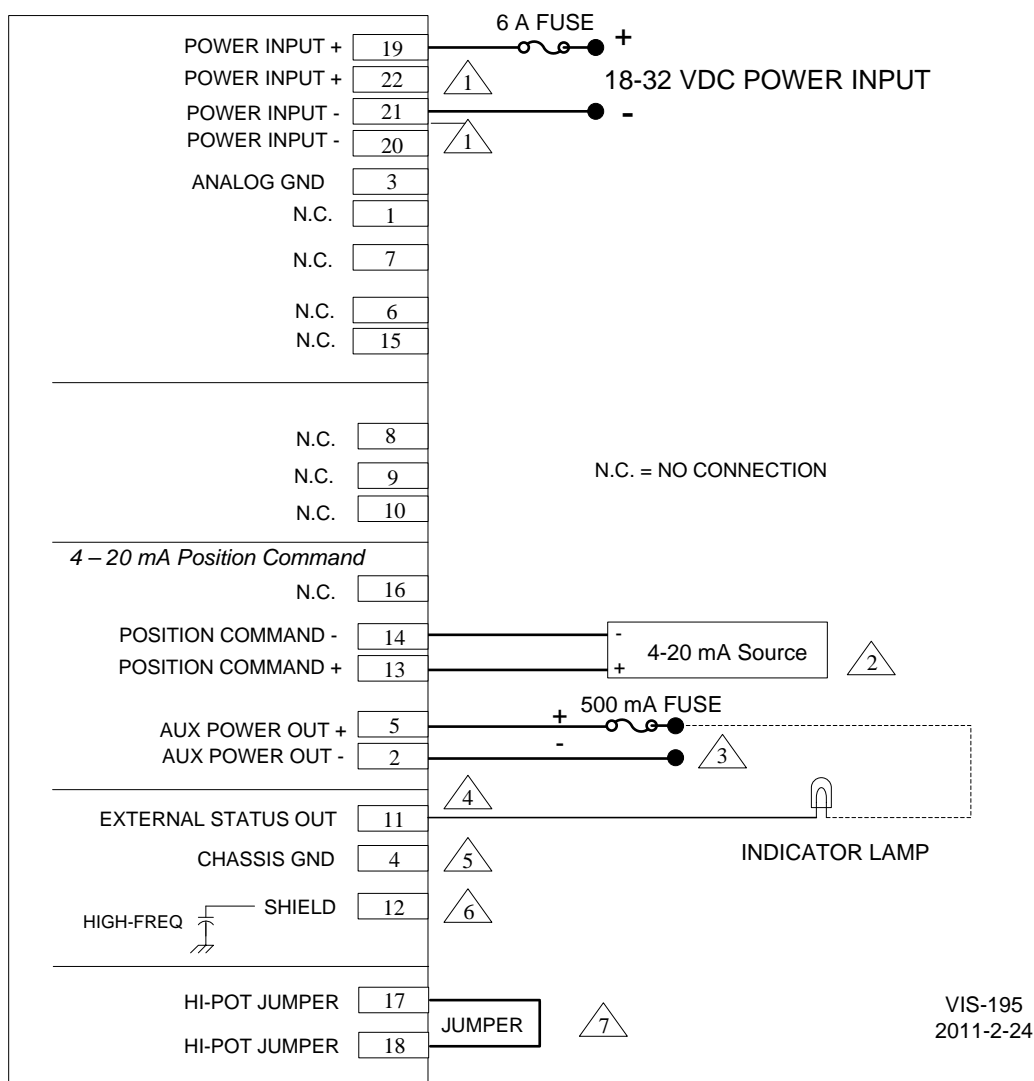 6 A FUSE
POWER INPUT + 19 +
POWER INPUT + 22 1 18-32 VDC POWER INPUT
POWER INPUT - 21 -
POWER INPUT - 20 1
ANALOG GND 3
N.C. 1
N.C. 7
N.C. 6
N.C. 15
N.C. 8
N.C. 9 N.C. = NO CONNECTION
N.C. 10
4 – 20 mA Position Command
N.C. 16
POSITION COMMAND - 14 -
4-20 mA Source 2
POSITION COMMAND + 13 +
500 mA FUSE
AUX POWER OUT + 5 +
AUX POWER OUT - 2 - 3
4
EXTERNAL STATUS OUT 11
INDICATOR LAMP
CHASSIS GND 4 5
SHIELD 12 6
HIGH-FREQ
HI-POT JUMPER 17
JUMPER 7
HI-POT JUMPER 18
VIS-195
2011-2-24